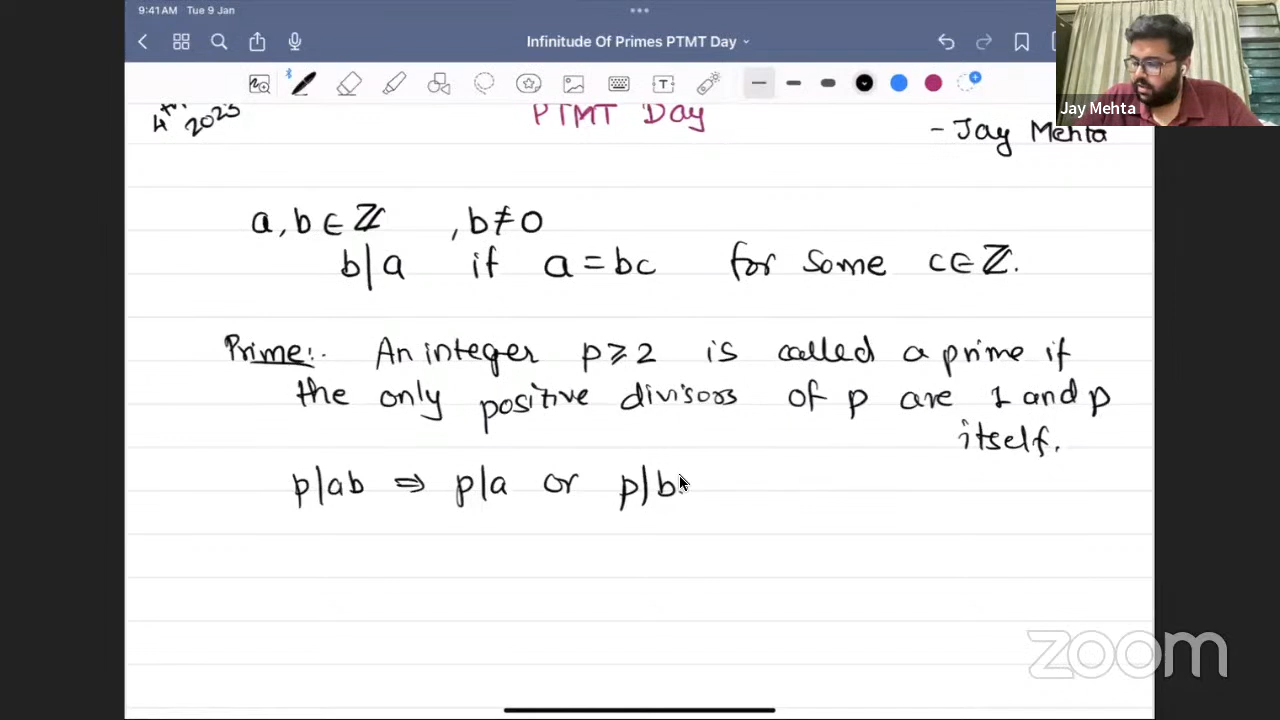 9:41 AM Tue 9 Jan
Infinitude Of Primes PTMT Day
Jay Mehta
4th 2023
PTMT Day
- Jay Mehta
a, b ∈ ℤ , b ≠ 0
b|a if a = bc for some c ∈ ℤ.
Prime:. An integer p ⩾ 2 is called a prime if
the only positive divisors of p are 1 and p
itself.
p|ab ⇒ p|a or p|b.
zoom